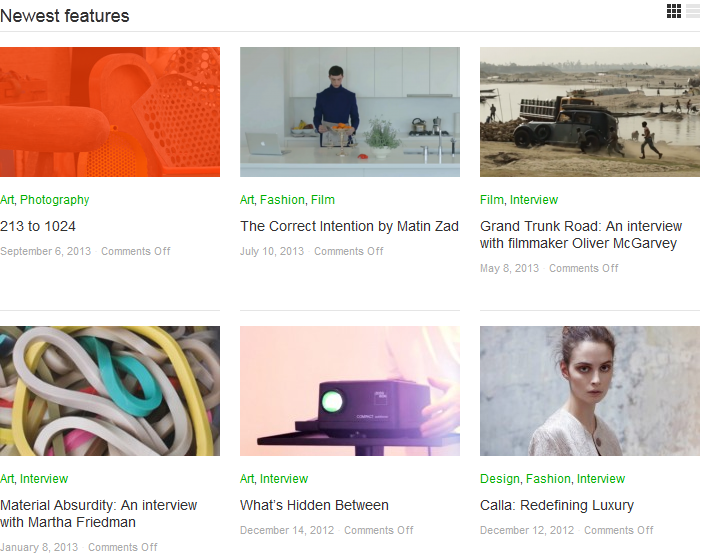 Newest features
Art, Photography
213 to 1024
September 6, 2013 Comments Off
Art, Fashion, Film
The Correct Intention by Matin Zad
July 10, 2013 Comments Off
Film, Interview
Grand Trunk Road: An interview
with filmmaker Oliver McGarvey
May 8, 2013 Comments Off
Art, Interview
Material Absurdity: An interview
with Martha Friedman
January 8, 2013 Comments Off
COMPACT
Art, Interview
What's Hidden Between
December 14, 2012 Comments Off
Design, Fashion, Interview
Calla: Redefining Luxury
December 12, 2012 Comments Off